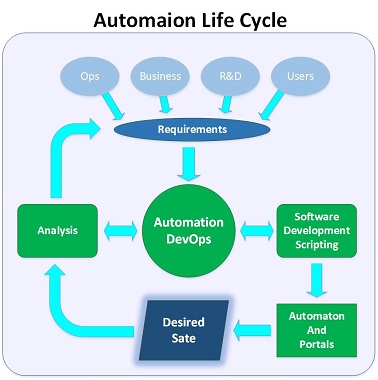 Automaion Life Cycle
Ops
Business
R&D
Users
Requirements
Analysis
Automation
DevOps
Software
Development
Scripting
Desired
Sate
Automaton
And
Portals